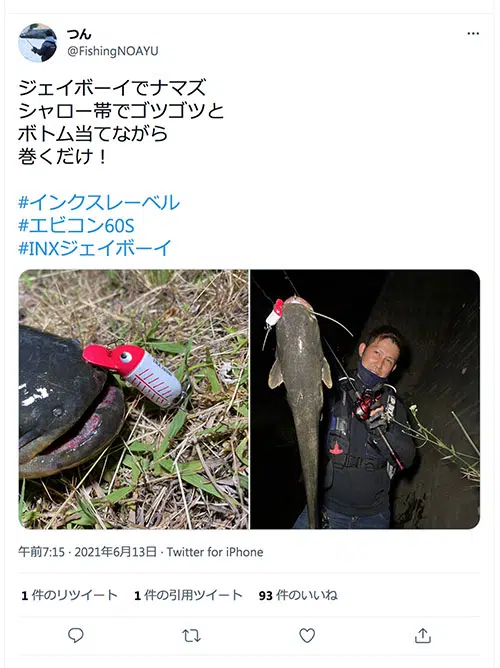 つん
@FishingNOAYU
ジェイボーイでナマズ
シャロー帯でゴツゴツと
ボトム当てながら
巻くだけ！
#インクスレーベル
#エビコン60S
#INXジェイボーイ
午前7:15 · 2021年6月13日 · Twitter for iPhone
1 件のリツイート 1 件の引用ツイート 93 件のいいね